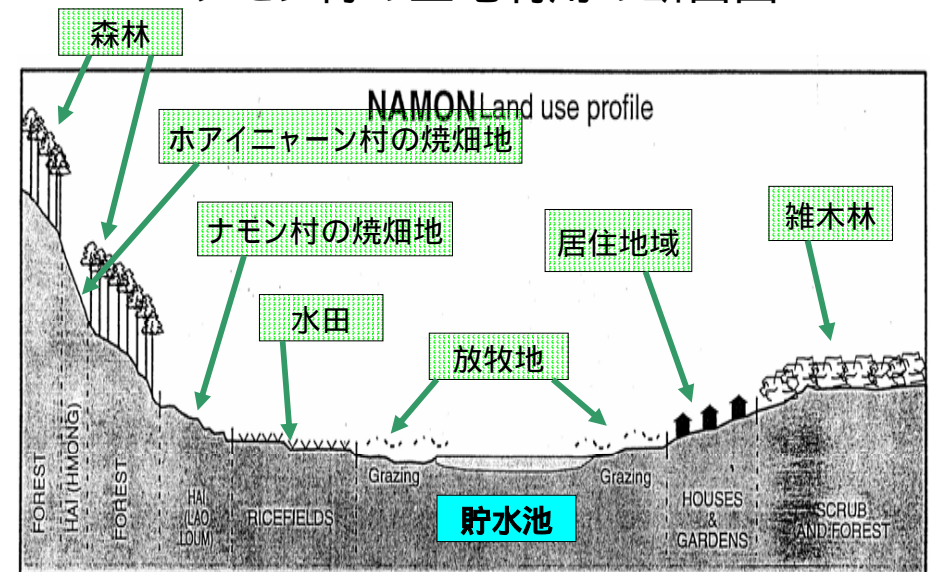 森林
NAMON Land use profile
ホアイニャーン村の焼畑地
ナモン村の焼畑地
居住地域
雑木林
水田
放牧地
FOREST
HAI (HMONG)
FOREST
HAI
(LAO
LOUM)
RICEFIELDS
Grazing
貯水池
Grazing
HOUSES
&
GARDENS
SCRUB
AND FOREST